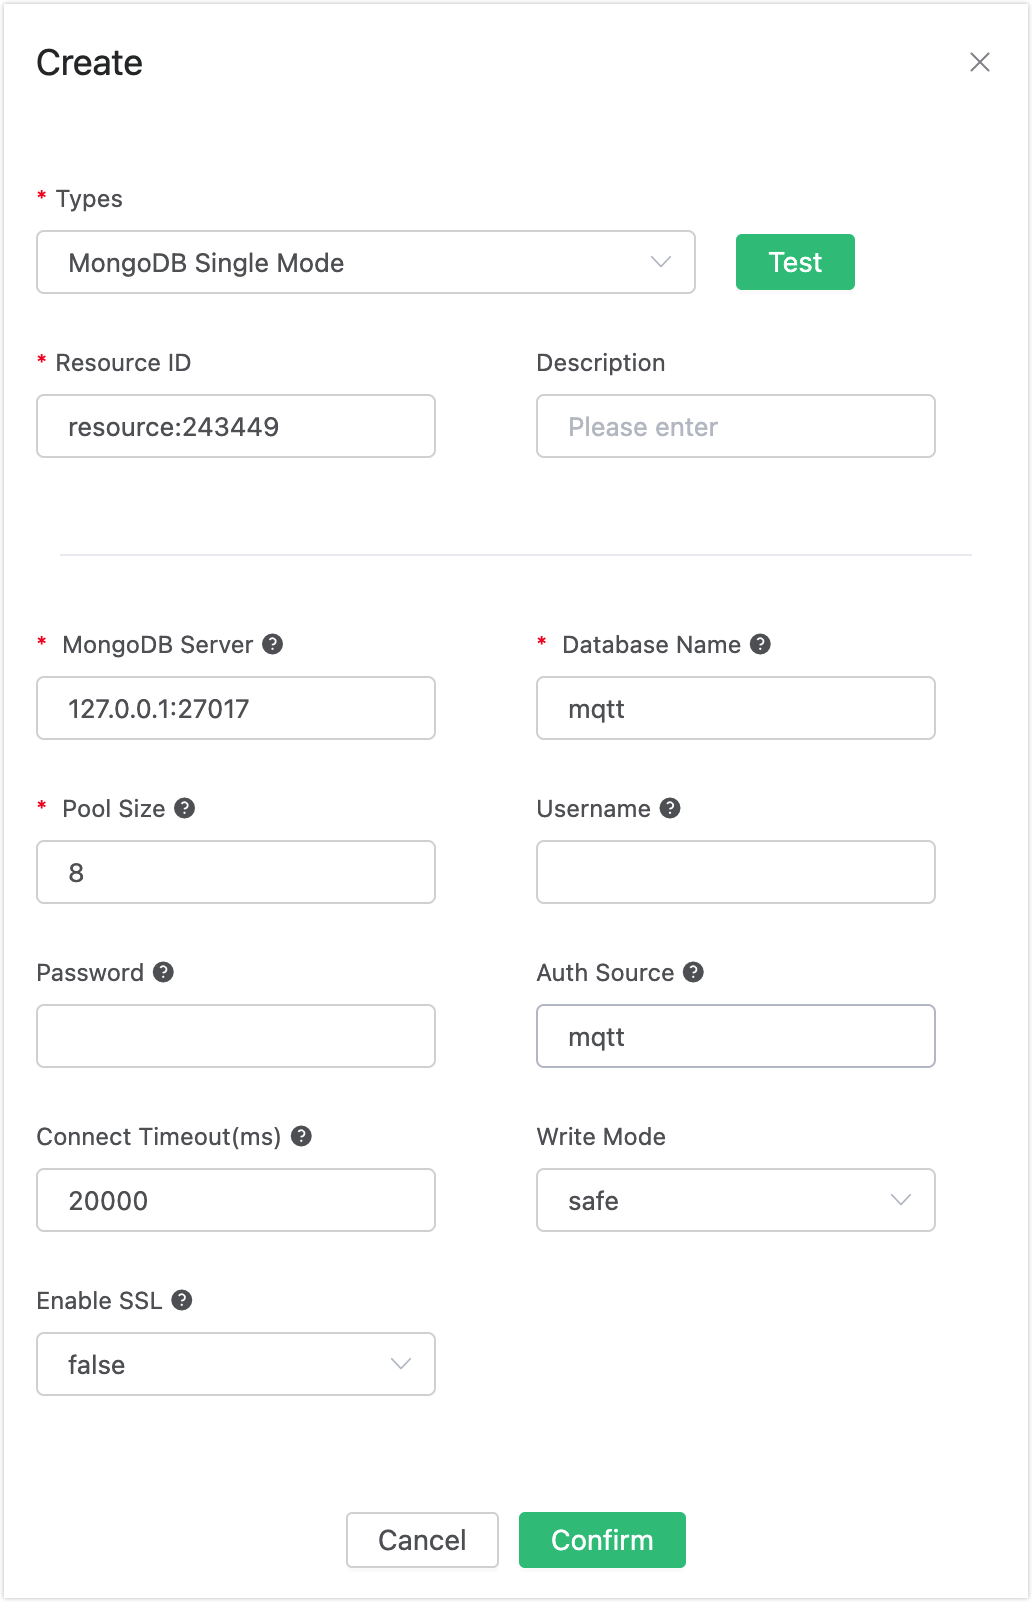 Create
* Types
MongoDB Single Mode
Test
* Resource ID
Description
resource:243449
Please enter
* MongoDB Server
* Database Name
127.0.0.1:27017
mqtt
* Pool Size
Username
8
Password
Auth Source
mqtt
Connect Timeout(ms)
Write Mode
20000
safe
Enable SSL
false
Cancel
Confirm